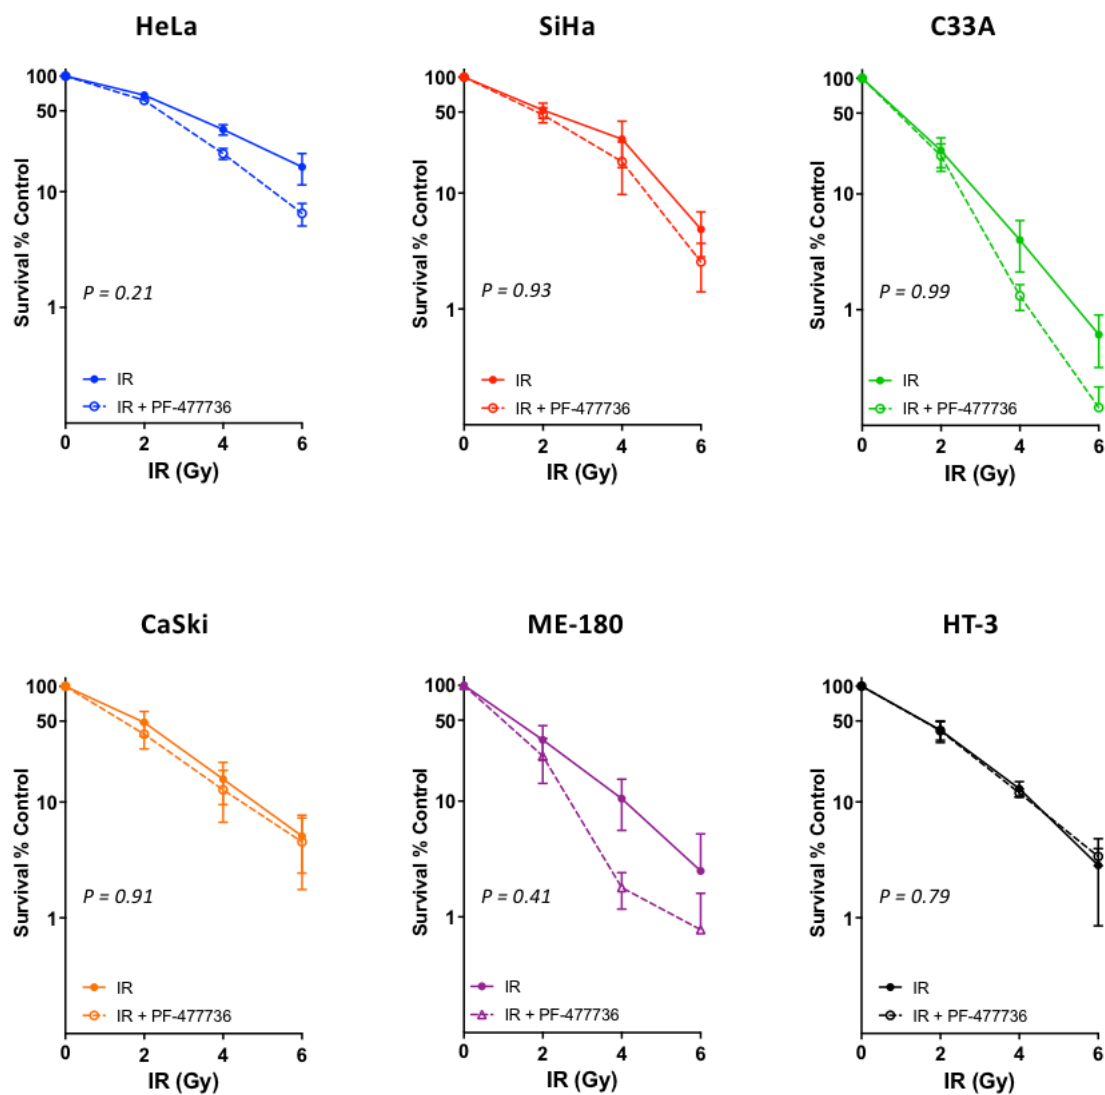 HeLa
100
50
10
1
Survival % Control
P = 0.21
IR
IR + PF-477736
0 2 4 6
IR (Gy)
SiHa
100
50
10
1
Survival % Control
P = 0.93
IR
IR + PF-477736
0 2 4 6
IR (Gy)
C33A
100
50
10
1
Survival % Control
P = 0.99
IR
IR + PF-477736
0 2 4 6
IR (Gy)
CaSki
100
50
10
1
Survival % Control
P = 0.91
IR
IR + PF-477736
0 2 4 6
IR (Gy)
ME-180
100
50
10
1
Survival % Control
P = 0.41
IR
IR + PF-477736
0 2 4 6
IR (Gy)
HT-3
100
50
10
1
Survival % Control
P = 0.79
IR
IR + PF-477736
0 2 4 6
IR (Gy)